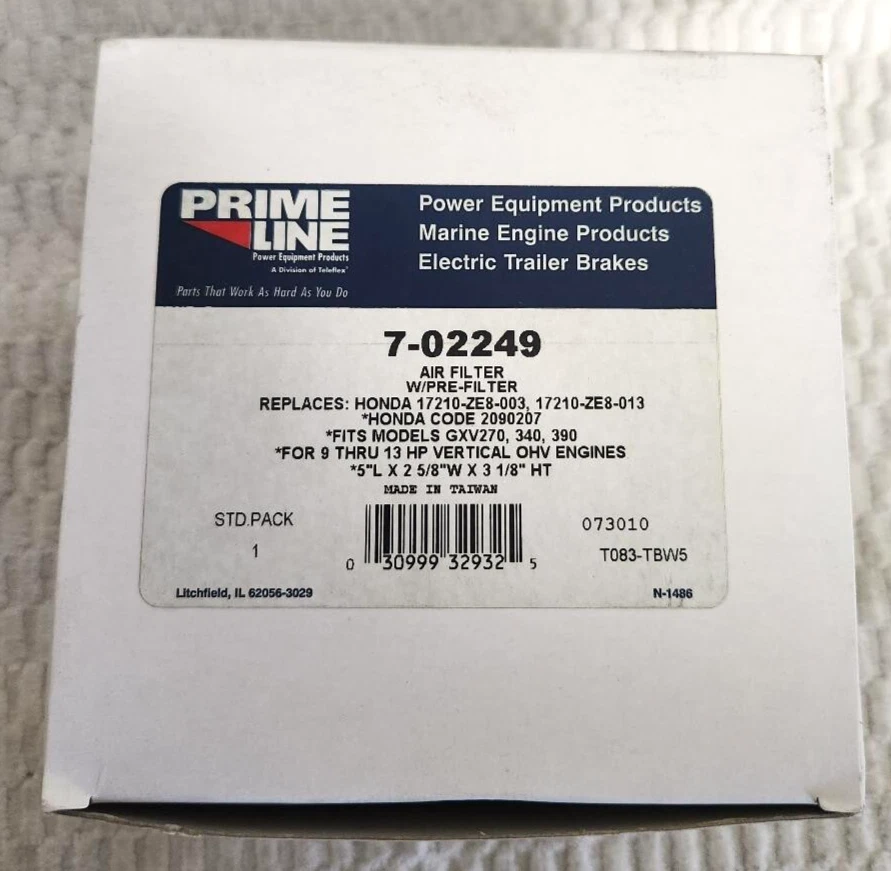 PRIME
LINE
Power Equipment Products
A Division of Teleflex
Parts That Work As Hard As You Do
Power Equipment Products
Marine Engine Products
Electric Trailer Brakes
7-02249
AIR FILTER
W/PRE-FILTER
REPLACES: HONDA 17210-ZE8-003, 17210-ZE8-013
*HONDA CODE 2090207
*FITS MODELS GXV270, 340, 390
*FOR 9 THRU 13 HP VERTICAL OHV ENGINES
*5"L X 2 5/8"W X 3 1/8" HT
MADE IN TAIWAN
STD.PACK
1
0 30999 32932 5
073010
T083-TBW5
Litchfield, IL 62056-3029
N-1486